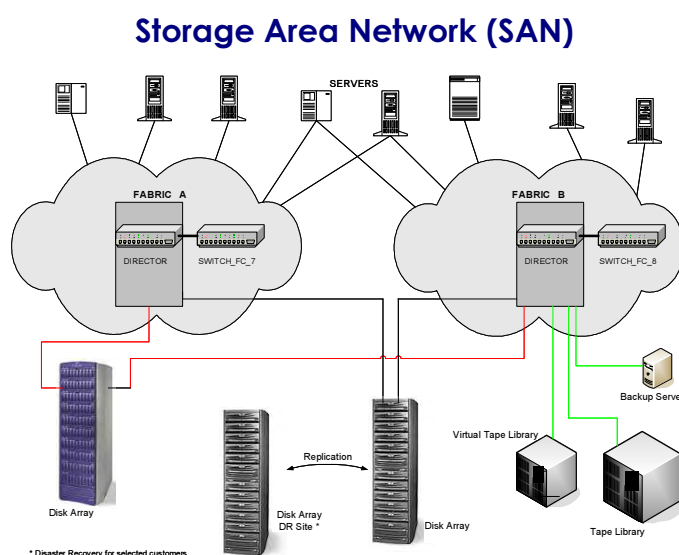 Storage Area Network (SAN)
SERVERS
FABRIC A
FABRIC B
DIRECTOR
SWITCH_FC_7
DIRECTOR
SWITCH_FC_8
Backup Serve
Virtual Tape Library
Replication
Disk Array
Disk Array
DR Site *
Disk Array
Tape Library
* Disaster Recovery for selected customers